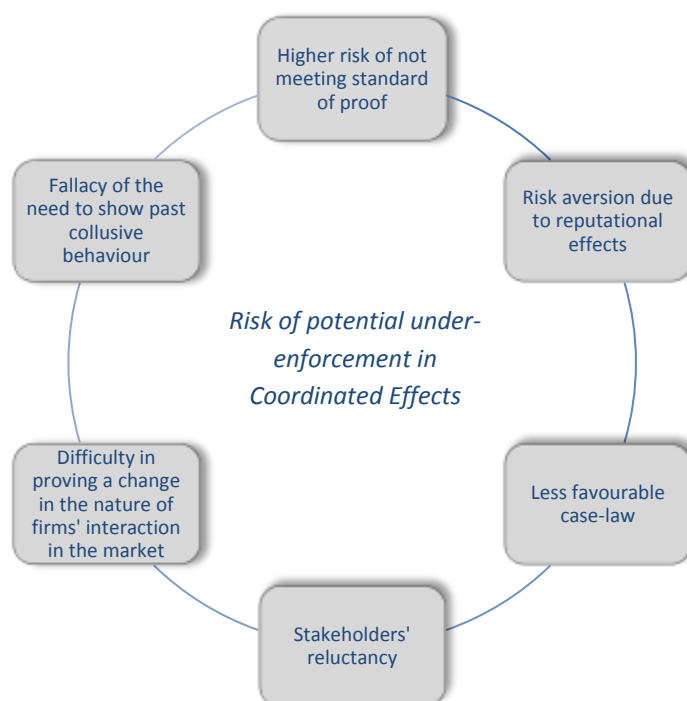 Higher risk of not
meeting standard
of proof
Risk aversion due
to reputational
effects
Less favourable
case-law
Stakeholders'
reluctancy
Difficulty in
proving a change
in the nature of
firms' interaction
in the market
Fallacy of the
need to show past
collusive
behaviour
Risk of potential under-
enforcement in
Coordinated Effects